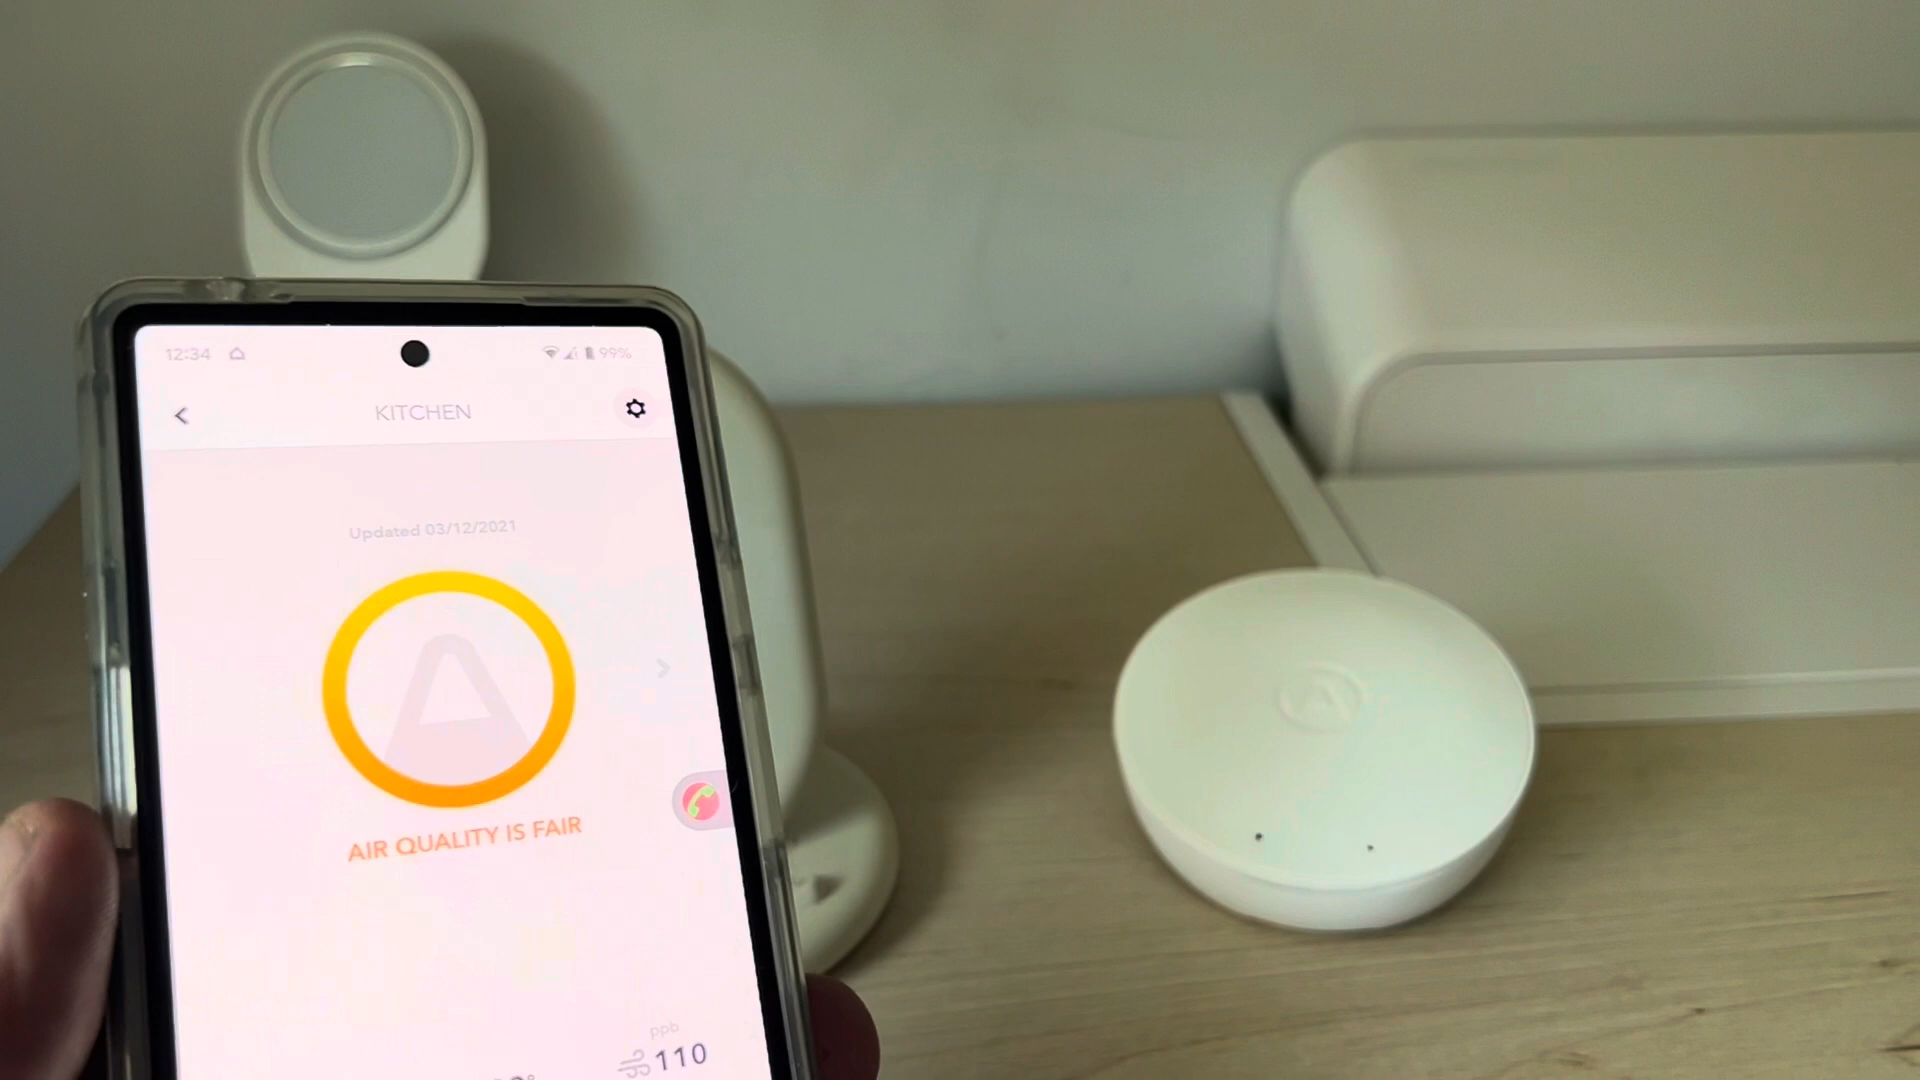 12:34 99%
KITCHEN
Updated 03/12/2021
AIR QUALITY IS FAIR
ppb
110